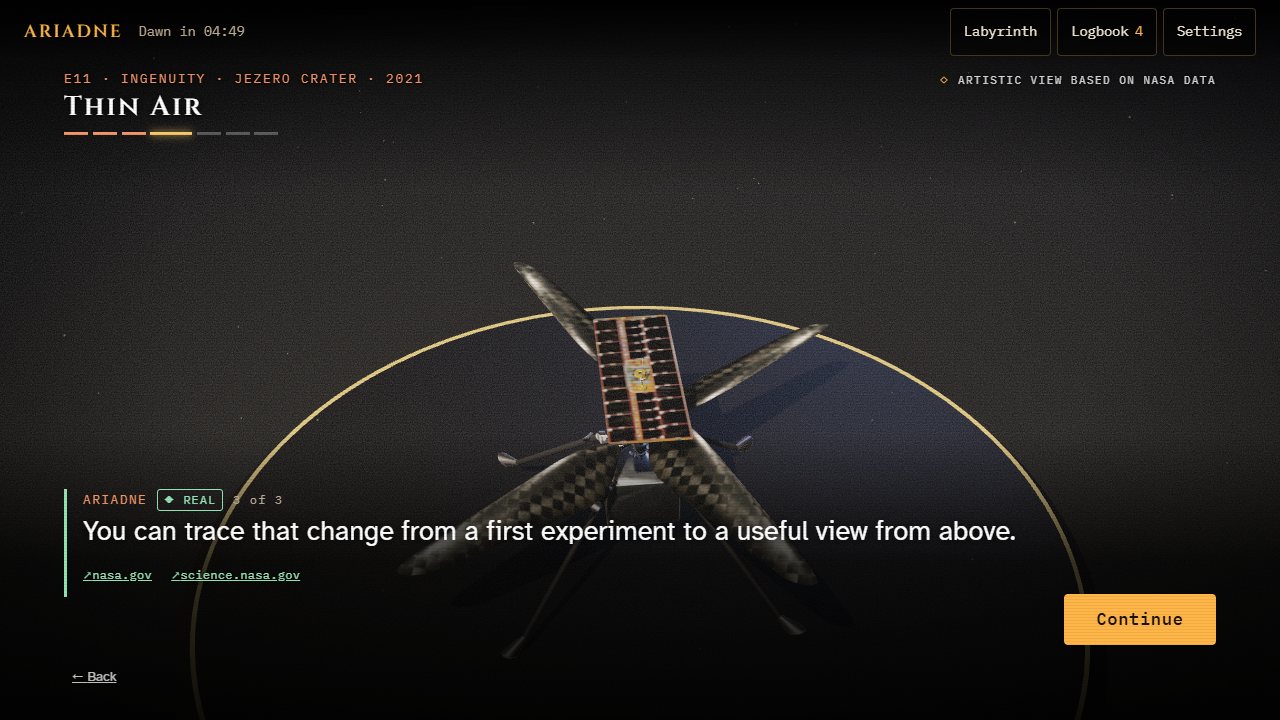 ARIADNE Dawn in 04:49 Labyrinth Logbook 4 Settings
E11 · INGENUITY · JEZERO CRATER · 2021
◇ ARTISTIC VIEW BASED ON NASA DATA
Thin Air
ARIADNE ◆ REAL 3 of 3
You can trace that change from a first experiment to a useful view from above.
↗nasa.gov ↗science.nasa.gov
Continue
← Back